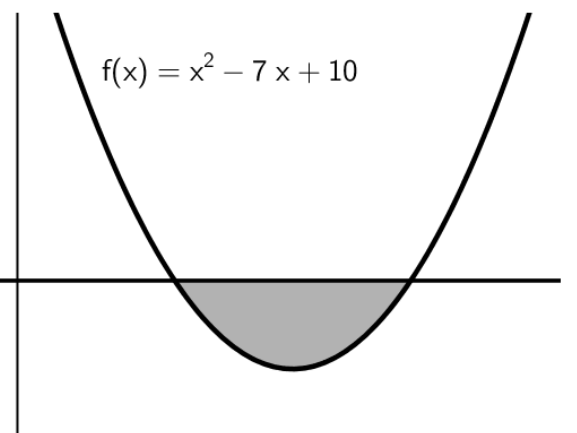 f(x) = x² − 7 x + 10